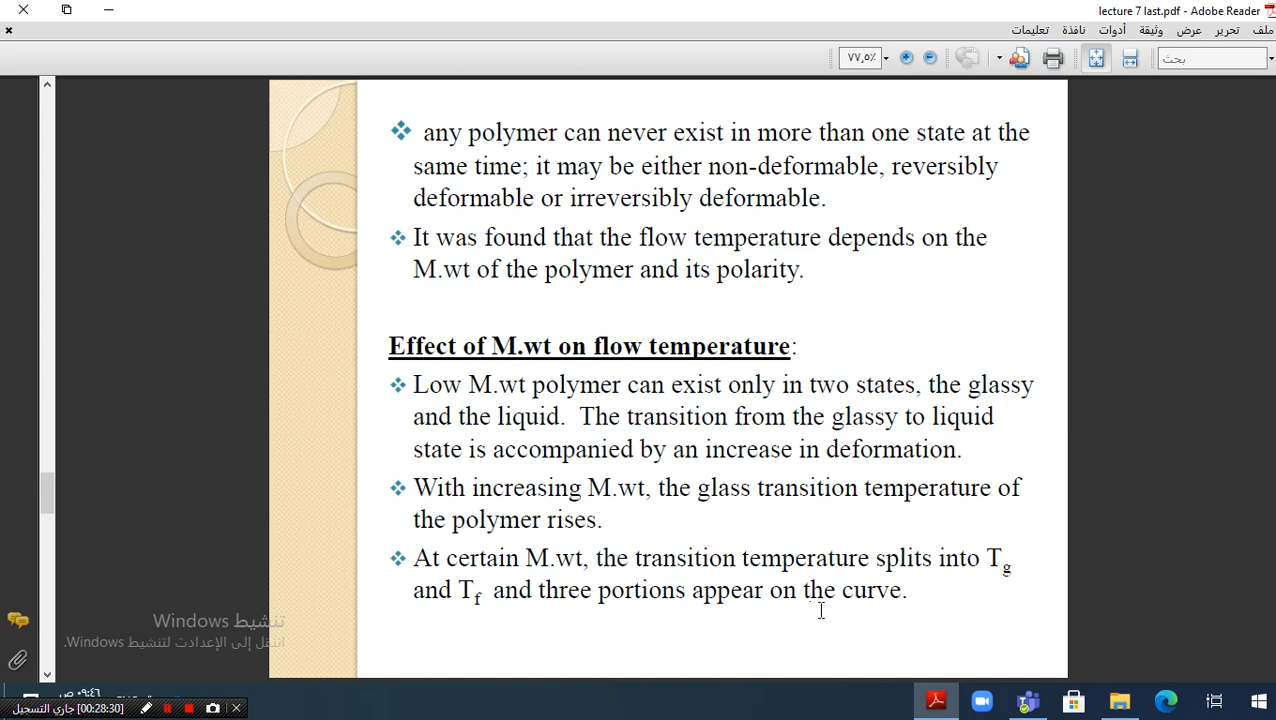 lecture 7 last.pdf - Adobe Reader
ملف تحرير عرض وثيقة أدوات نافذة تعليمات
٧٧٫٥٪
بحث
❖ any polymer can never exist in more than one state at the
same time; it may be either non-deformable, reversibly
deformable or irreversibly deformable.
❖ It was found that the flow temperature depends on the
M.wt of the polymer and its polarity.
Effect of M.wt on flow temperature:
❖ Low M.wt polymer can exist only in two states, the glassy
and the liquid. The transition from the glassy to liquid
state is accompanied by an increase in deformation.
❖ With increasing M.wt, the glass transition temperature of
the polymer rises.
❖ At certain M.wt, the transition temperature splits into Tg
and Tf and three portions appear on the curve.
تنشيط Windows
انتقل إلى الإعدادت لتنشيط Windows.
٠٩:٤٦ ص
جاري التسجيل [00:28:30]